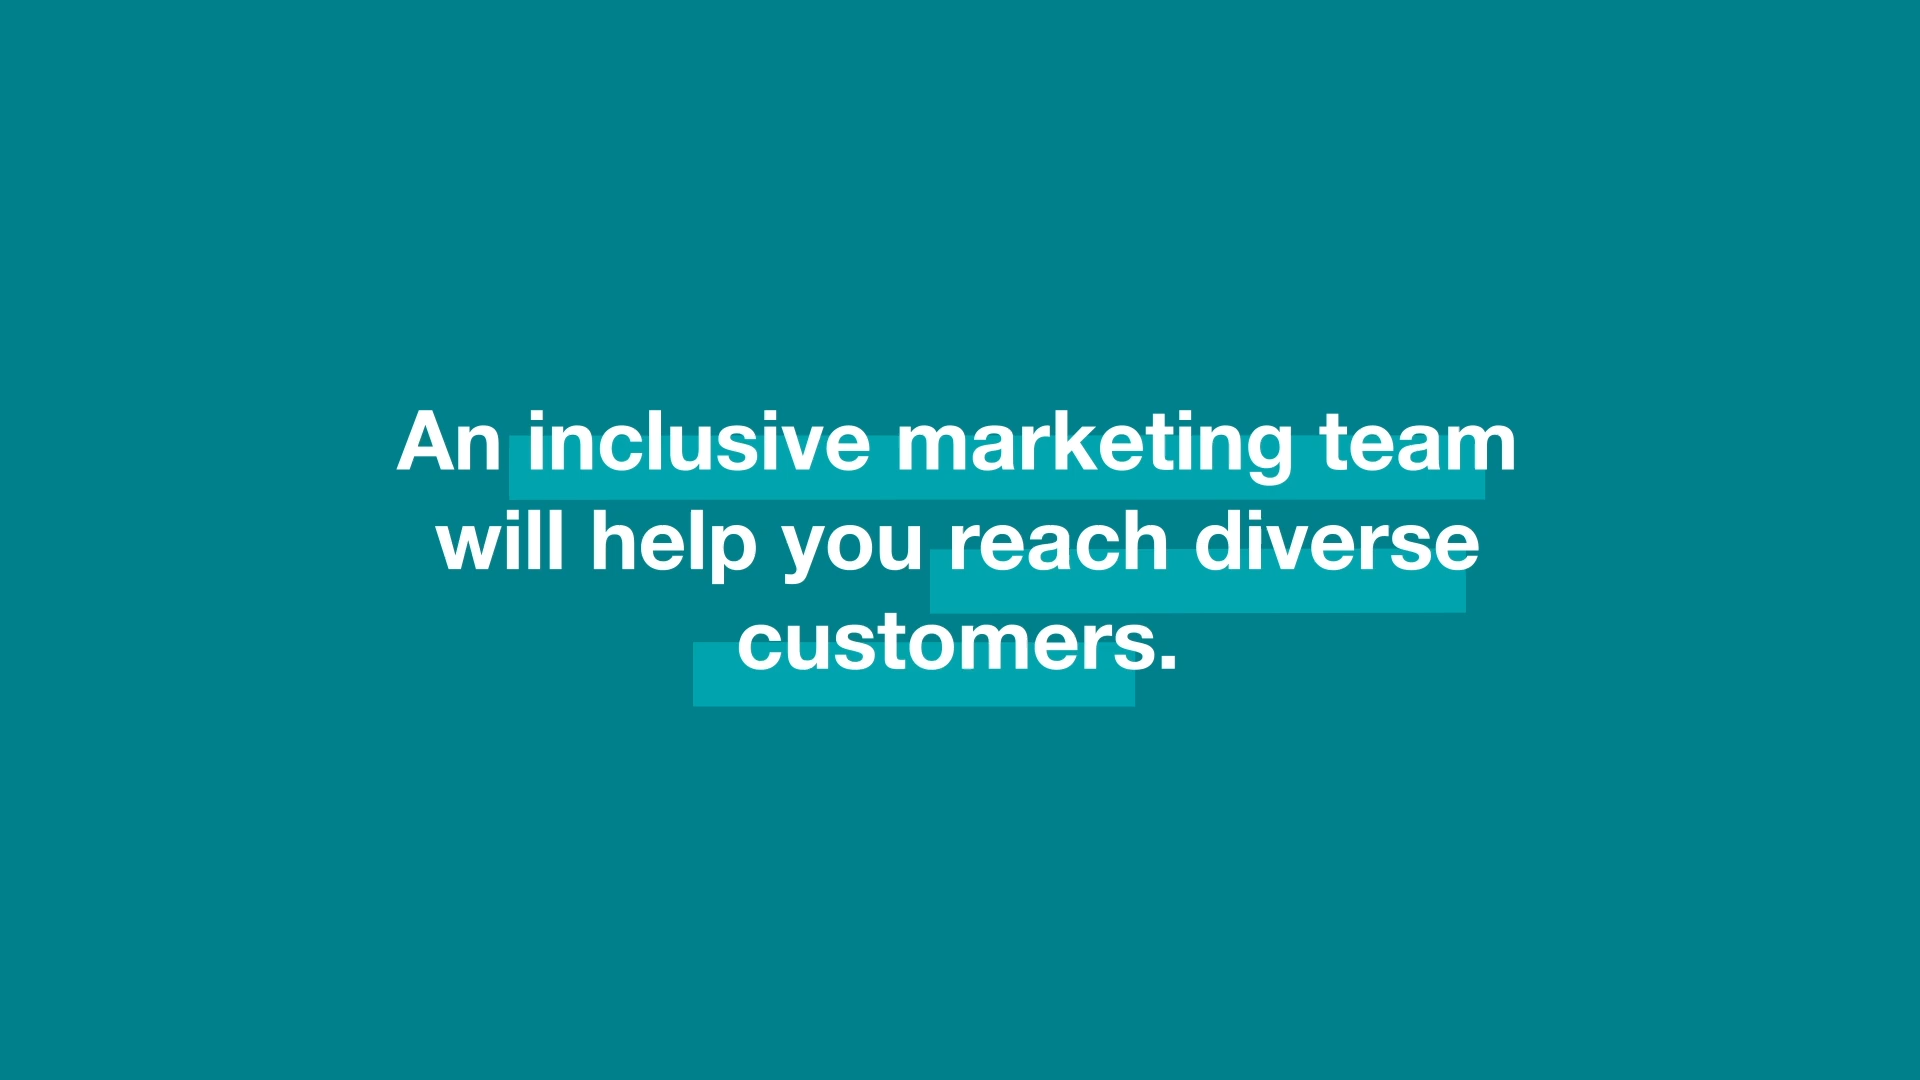 An inclusive marketing team
will help you reach diverse
customers.